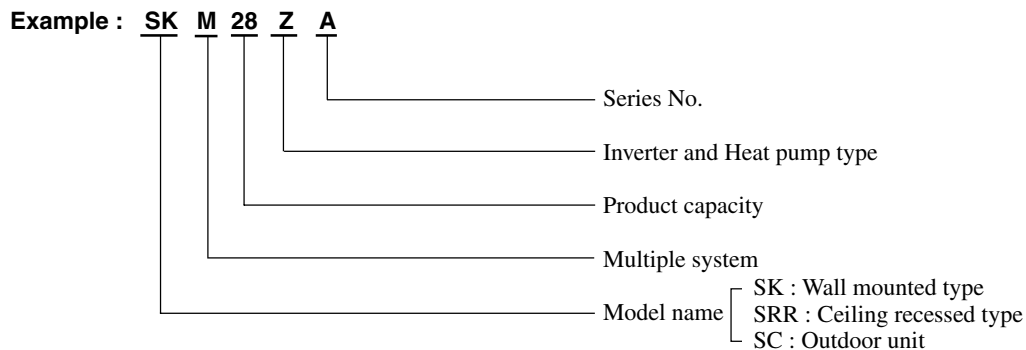 Example : SK M 28 Z A
Series No.
Inverter and Heat pump type
Product capacity
Multiple system
Model name
SK : Wall mounted type
SRR : Ceiling recessed type
SC : Outdoor unit